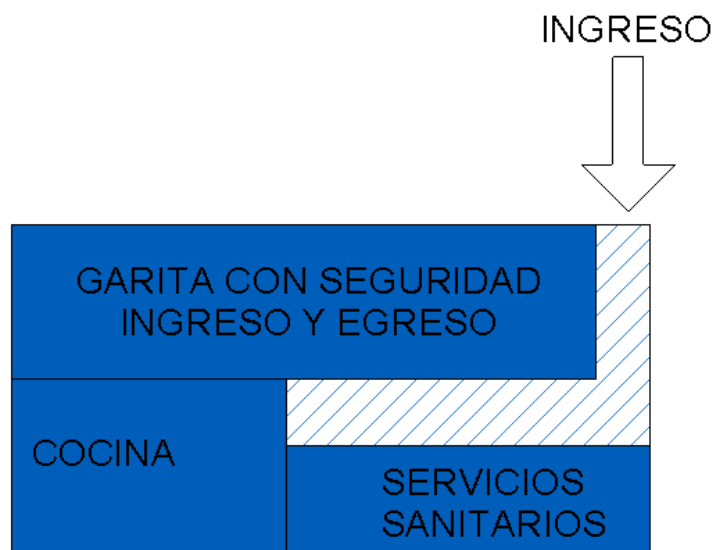 INGRESO
GARITA CON SEGURIDAD
INGRESO Y EGRESO
COCINA
SERVICIOS
SANITARIOS